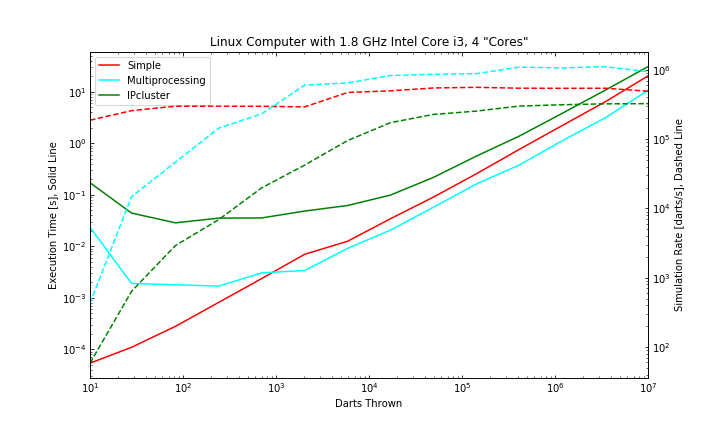 Linux Computer with 1.8 GHz Intel Core i3, 4 "Cores"
Simple
Multiprocessing
IPcluster
Execution Time [s], Solid Line
10¹
10⁰
10⁻¹
10⁻²
10⁻³
10⁻⁴
Simulation Rate [darts/s], Dashed Line
10⁶
10⁵
10⁴
10³
10²
10¹ 10² 10³ 10⁴ 10⁵ 10⁶ 10⁷
Darts Thrown